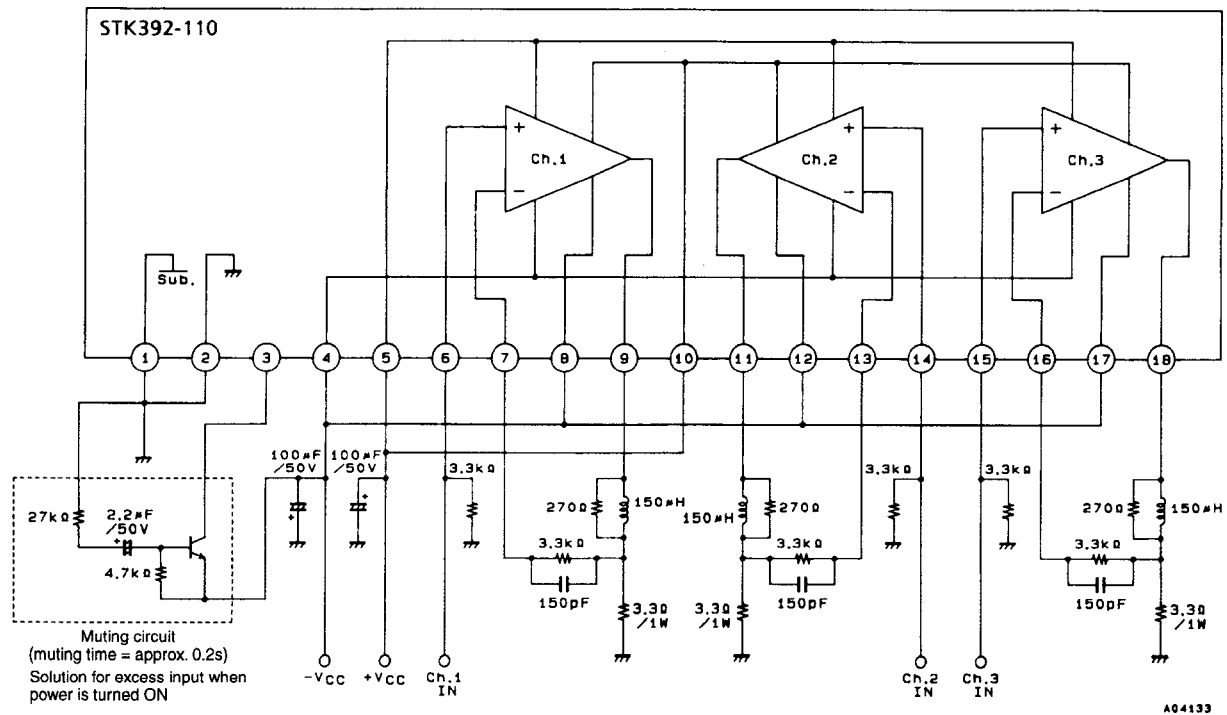 STK392-110
+
Ch.1
−
+
Ch.2
−
+
Ch.3
−
Sub.
1
2
3
4
5
6
7
8
9
10
11
12
13
14
15
16
17
18
100μF
/50V
100μF
/50V
3.3kΩ
3.3kΩ
3.3kΩ
27kΩ
2.2μF
/50V
+
4.7kΩ
+
+
270Ω
150μH
150μH
270Ω
270Ω
150μH
3.3kΩ
150pF
3.3kΩ
150pF
3.3kΩ
150pF
3.3Ω
/1W
3.3Ω
/1W
3.3Ω
/1W
Muting circuit
(muting time = approx. 0.2s)
Solution for excess input when
power is turned ON
−VCC
+VCC
Ch.1
IN
Ch.2
IN
Ch.3
IN
A04133